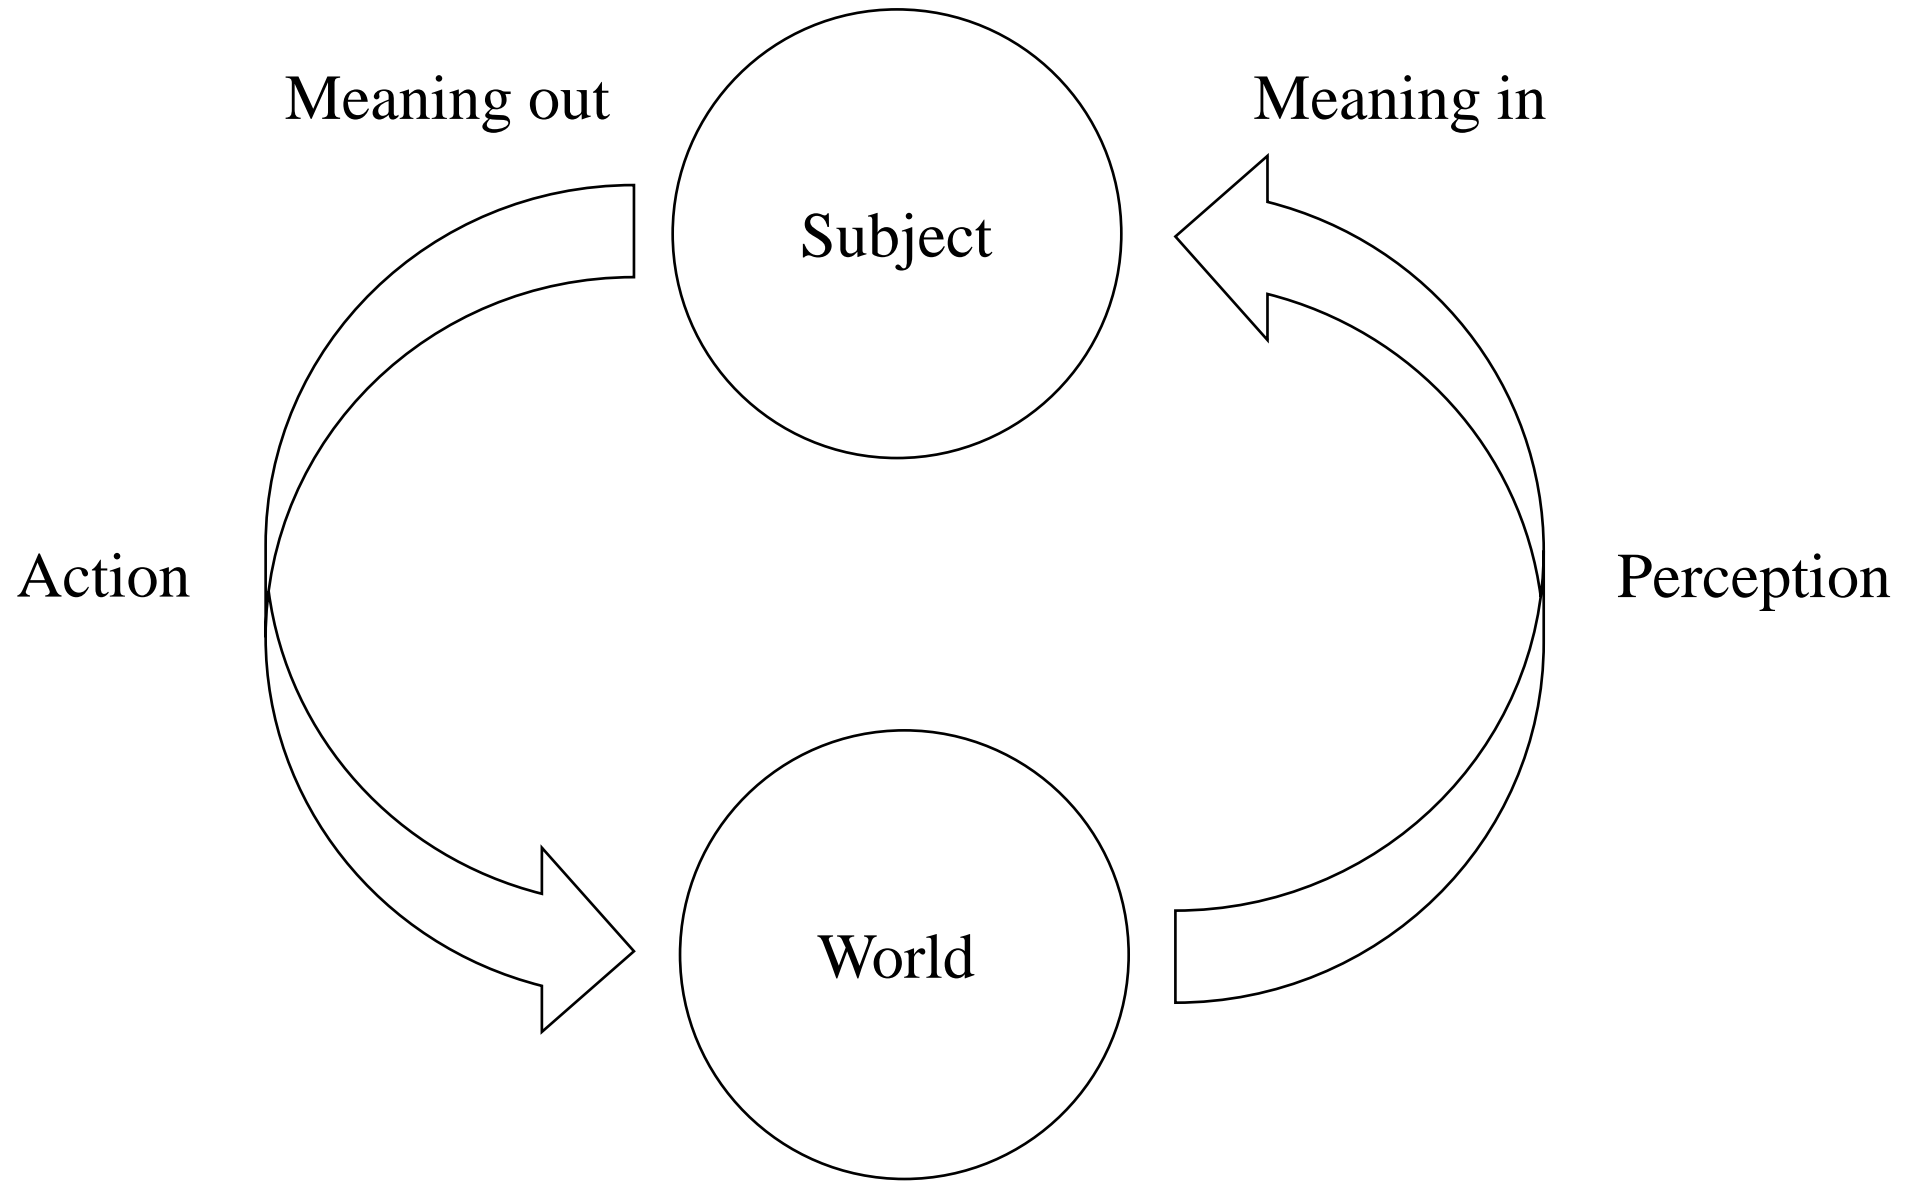 Meaning out
Meaning in
Subject
Action
Perception
World